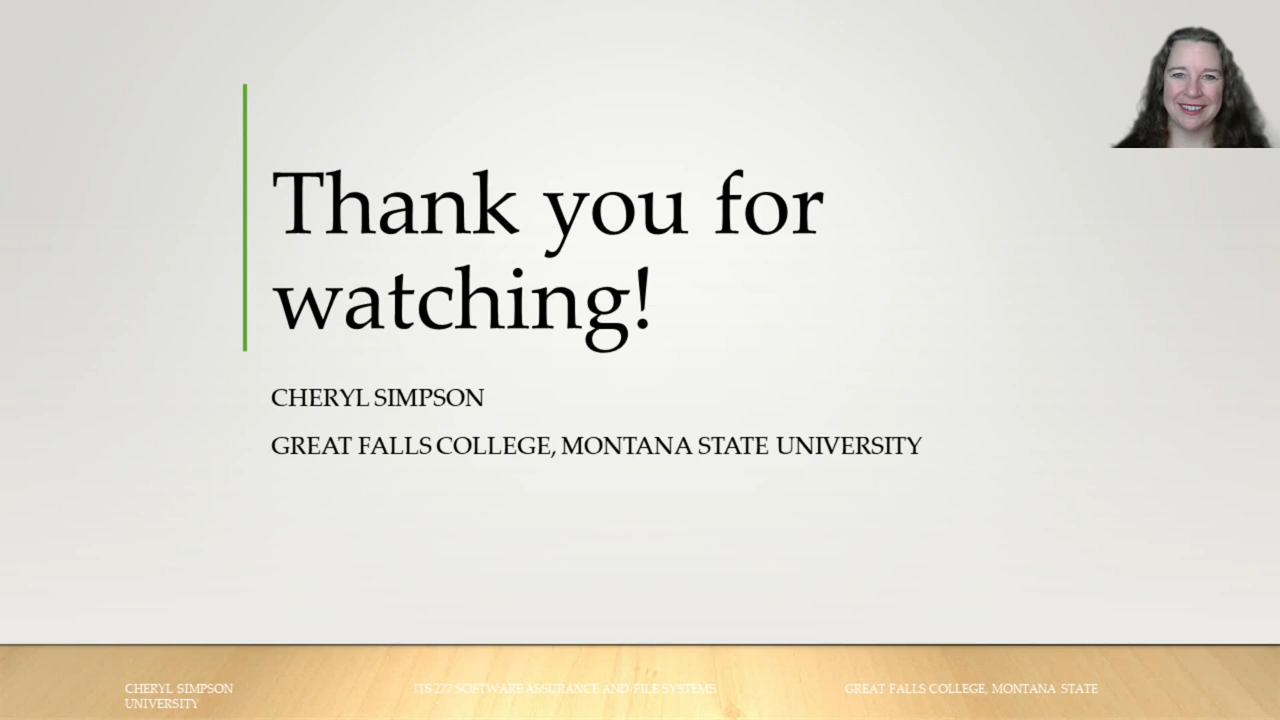 Thank you for
watching!
CHERYL SIMPSON
GREAT FALLS COLLEGE, MONTANA STATE UNIVERSITY
CHERYL SIMPSON ITS 277 SOFTWARE ASSURANCE AND FILE SYSTEMS GREAT FALLS COLLEGE, MONTANA STATE
UNIVERSITY